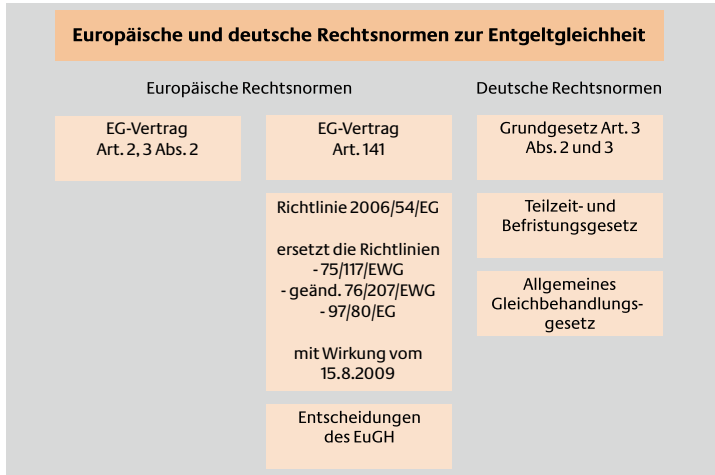 Europäische und deutsche Rechtsnormen zur Entgeltgleichheit
Europäische Rechtsnormen
EG-Vertrag
Art. 2, 3 Abs. 2
EG-Vertrag
Art. 141
Richtlinie 2006/54/EG
ersetzt die Richtlinien
- 75/117/EWG
- geänd. 76/207/EWG
- 97/80/EG
mit Wirkung vom
15.8.2009
Entscheidungen
des EuGH
Deutsche Rechtsnormen
Grundgesetz Art. 3
Abs. 2 und 3
Teilzeit- und
Befristungsgesetz
Allgemeines
Gleichbehandlungs-
gesetz